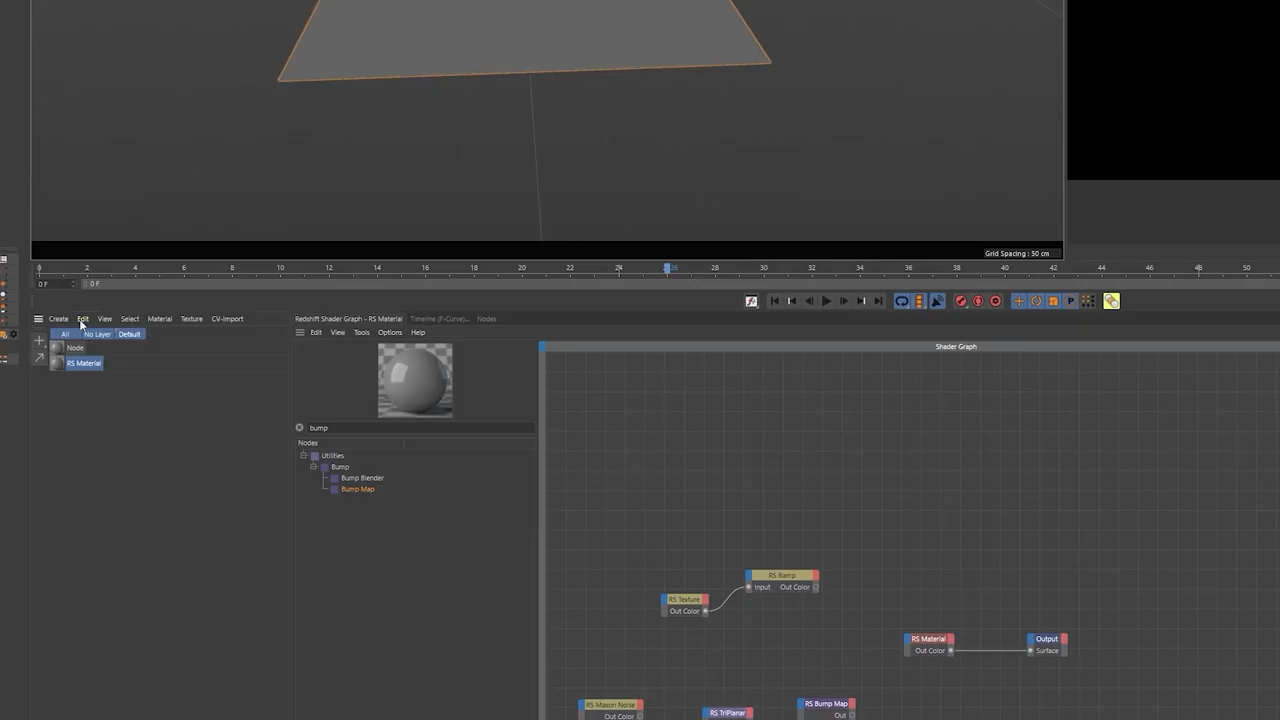 Grid Spacing : 50 cm
0 2 4 6 8 10 12 14 16 18 20 22 24 26 28 30 32 34 36 38 40 42 44 46 48 50
0 F 0 F
P
Create Edit View Select Material Texture CV-Import
All No Layer Default
Node
RS Material
Redshift Shader Graph - RS Material Timeline (F-Curve)... Nodes
Edit View Tools Options Help
Shader Graph
bump
Nodes
Utilities
Bump
Bump Blender
Bump Map
RS Ramp
Input Out Color
RS Texture
Out Color
RS Material Output
Out Color Surface
RS Maxon Noise RS TriPlanar RS Bump Map
Out Color Out